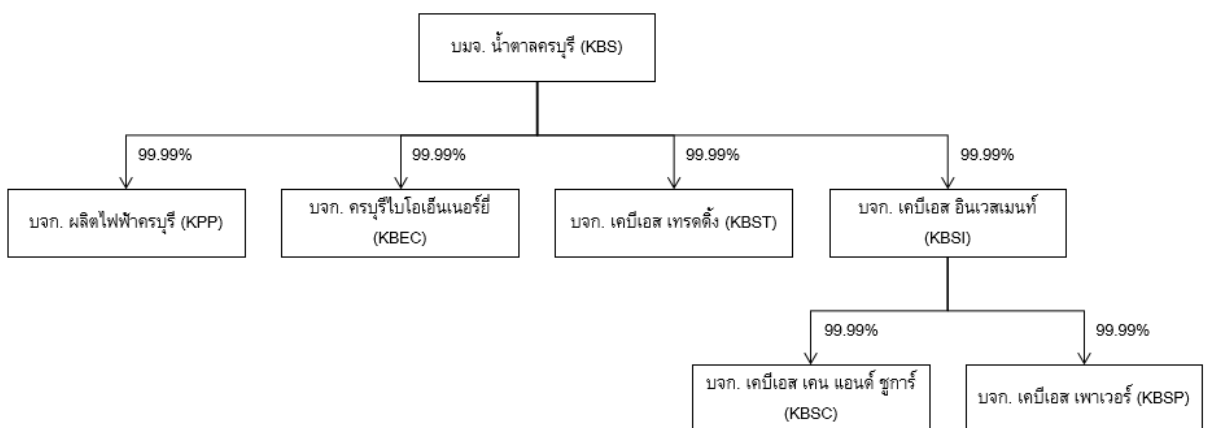 บมจ. น้ำตาลครบุรี (KBS)
99.99%
99.99%
99.99%
99.99%
บจก. ผลิตไฟฟ้าครบุรี (KPP)
บจก. ครบุรีไบโอเอ็นเนอร์ยี่
(KBEC)
บจก. เคบีเอส เทรดดิ้ง (KBST)
บจก. เคบีเอส อินเวสเมนท์
(KBSI)
99.99%
99.99%
บจก. เคบีเอส เคน แอนด์ ชูการ์
(KBSC)
บจก. เคบีเอส เพาเวอร์ (KBSP)